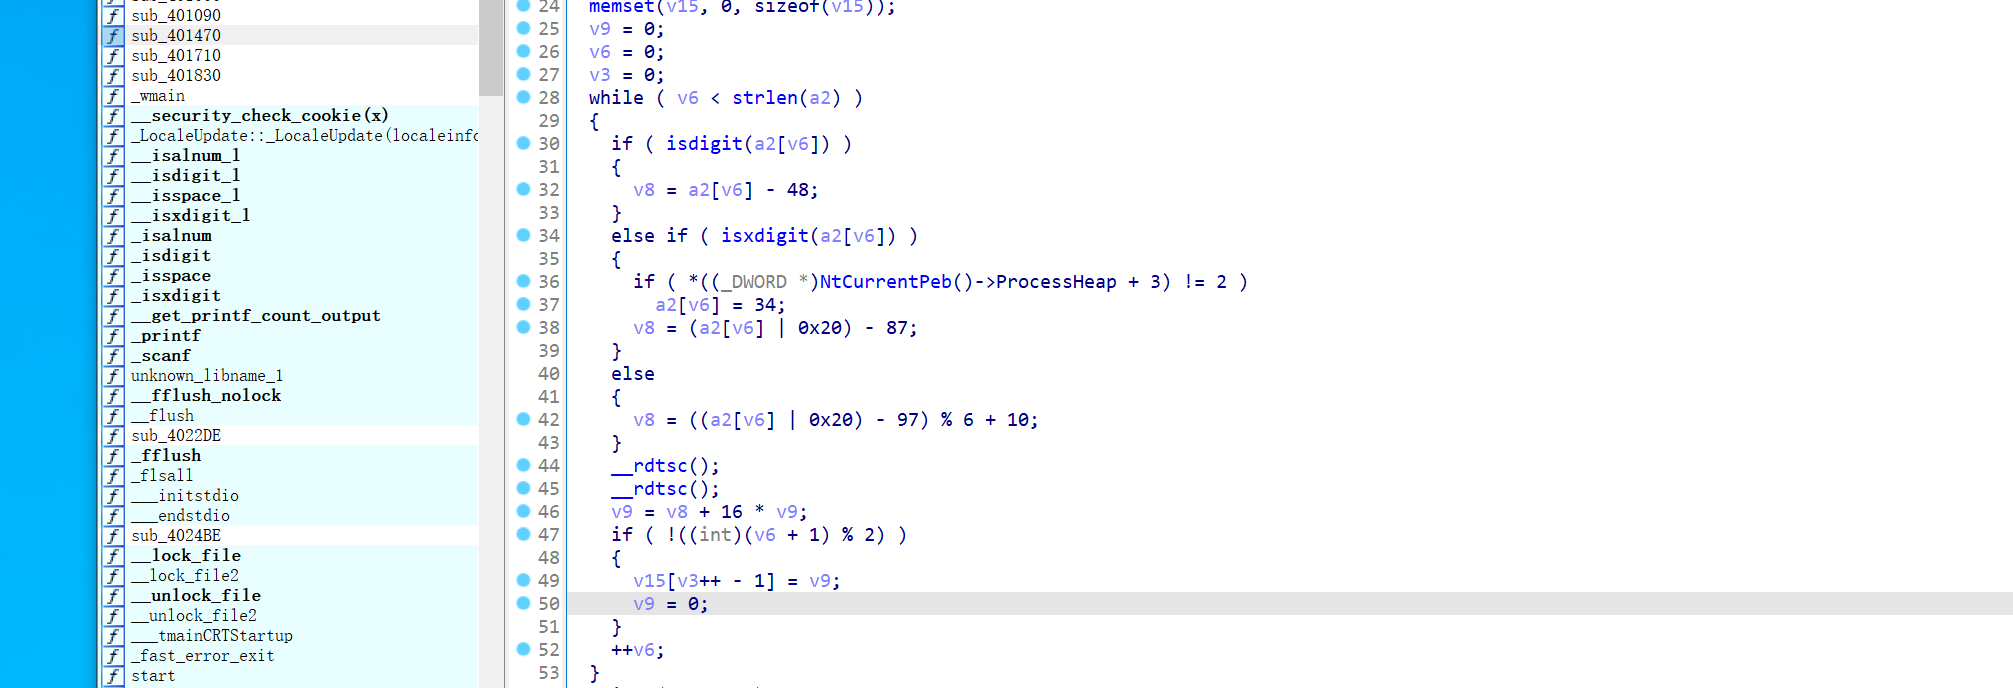 sub_401090
sub_401470
sub_401710
sub_401830
_wmain
__security_check_cookie(x)
_LocaleUpdate::_LocaleUpdate(localeinfo
__isalnum_l
__isdigit_l
__isspace_l
__isxdigit_l
_isalnum
_isdigit
_isspace
_isxdigit
__get_printf_count_output
_printf
_scanf
unknown_libname_1
__fflush_nolock
__flush
sub_4022DE
_fflush
_flsall
___initstdio
___endstdio
sub_4024BE
__lock_file
__lock_file2
__unlock_file
__unlock_file2
___tmainCRTStartup
_fast_error_exit
start
24 memset(v15, 0, sizeof(v15));
25 v9 = 0;
26 v6 = 0;
27 v3 = 0;
28 while ( v6 < strlen(a2) )
29 {
30 if ( isdigit(a2[v6]) )
31 {
32 v8 = a2[v6] - 48;
33 }
34 else if ( isxdigit(a2[v6]) )
35 {
36 if ( *((_DWORD *)NtCurrentPeb()->ProcessHeap + 3) != 2 )
37 a2[v6] = 34;
38 v8 = (a2[v6] | 0x20) - 87;
39 }
40 else
41 {
42 v8 = ((a2[v6] | 0x20) - 97) % 6 + 10;
43 }
44 __rdtsc();
45 __rdtsc();
46 v9 = v8 + 16 * v9;
47 if ( !((int)(v6 + 1) % 2) )
48 {
49 v15[v3++ - 1] = v9;
50 v9 = 0;
51 }
52 ++v6;
53 }